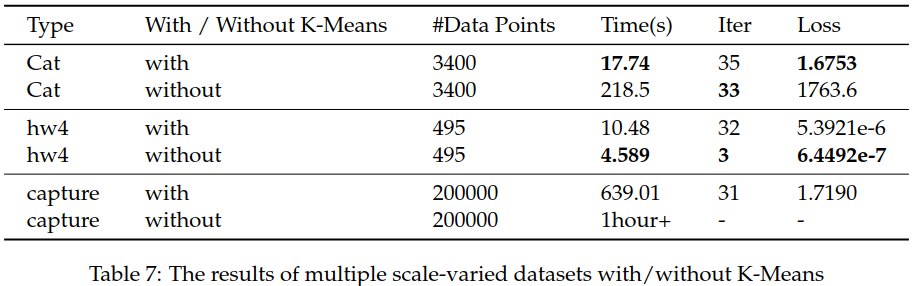 Type With / Without K-Means #Data Points Time(s) Iter Loss
Cat with 3400 17.74 35 1.6753
Cat without 3400 218.5 33 1763.6
hw4 with 495 10.48 32 5.3921e-6
hw4 without 495 4.589 3 6.4492e-7
capture with 200000 639.01 31 1.7190
capture without 200000 1hour+ - -
Table 7: The results of multiple scale-varied datasets with/without K-Means